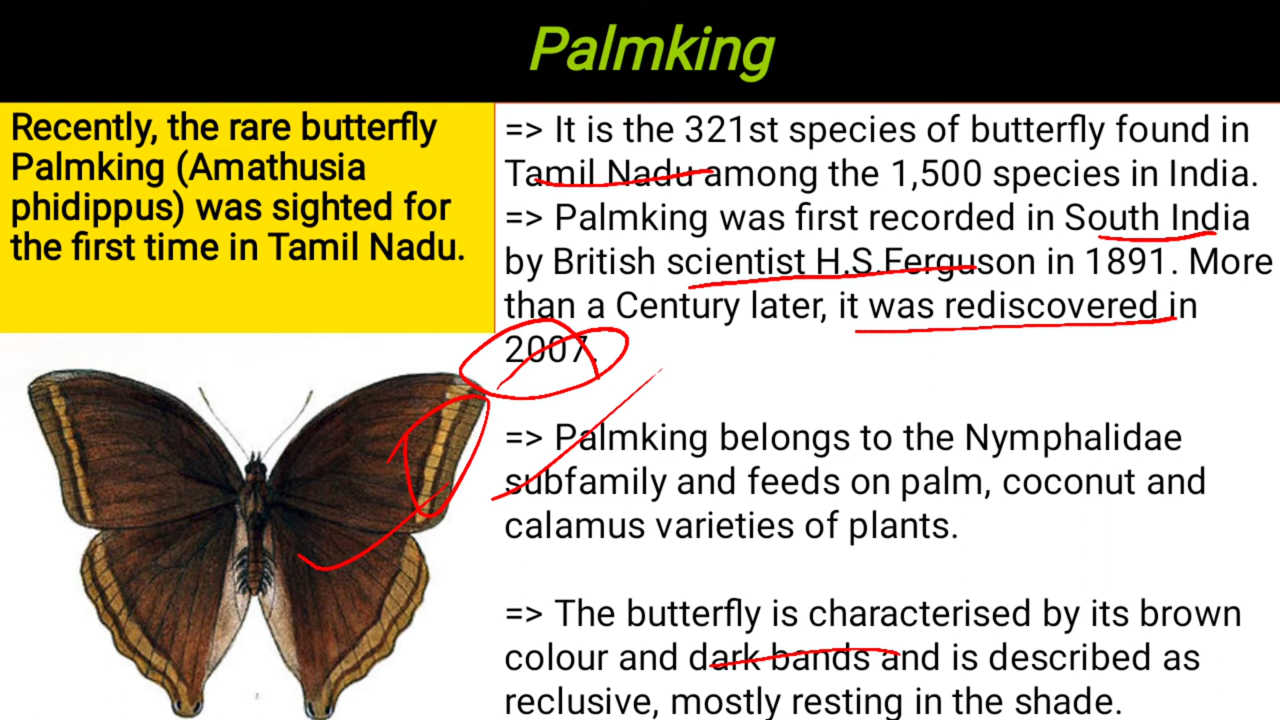 Palmking
Recently, the rare butterfly
Palmking (Amathusia
phidippus) was sighted for
the first time in Tamil Nadu.
=> It is the 321st species of butterfly found in
Tamil Nadu among the 1,500 species in India.
=> Palmking was first recorded in South India
by British scientist H.S.Ferguson in 1891. More
than a Century later, it was rediscovered in
2007.
=> Palmking belongs to the Nymphalidae
subfamily and feeds on palm, coconut and
calamus varieties of plants.
=> The butterfly is characterised by its brown
colour and dark bands and is described as
reclusive, mostly resting in the shade.